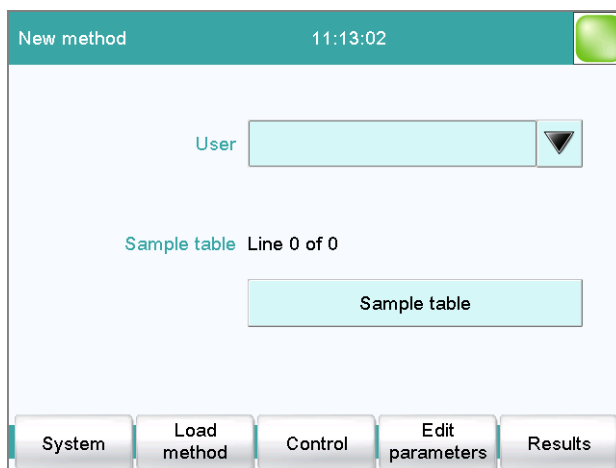 New method 11:13:02
User
Sample table Line 0 of 0
Sample table
System Load method Control Edit parameters Results